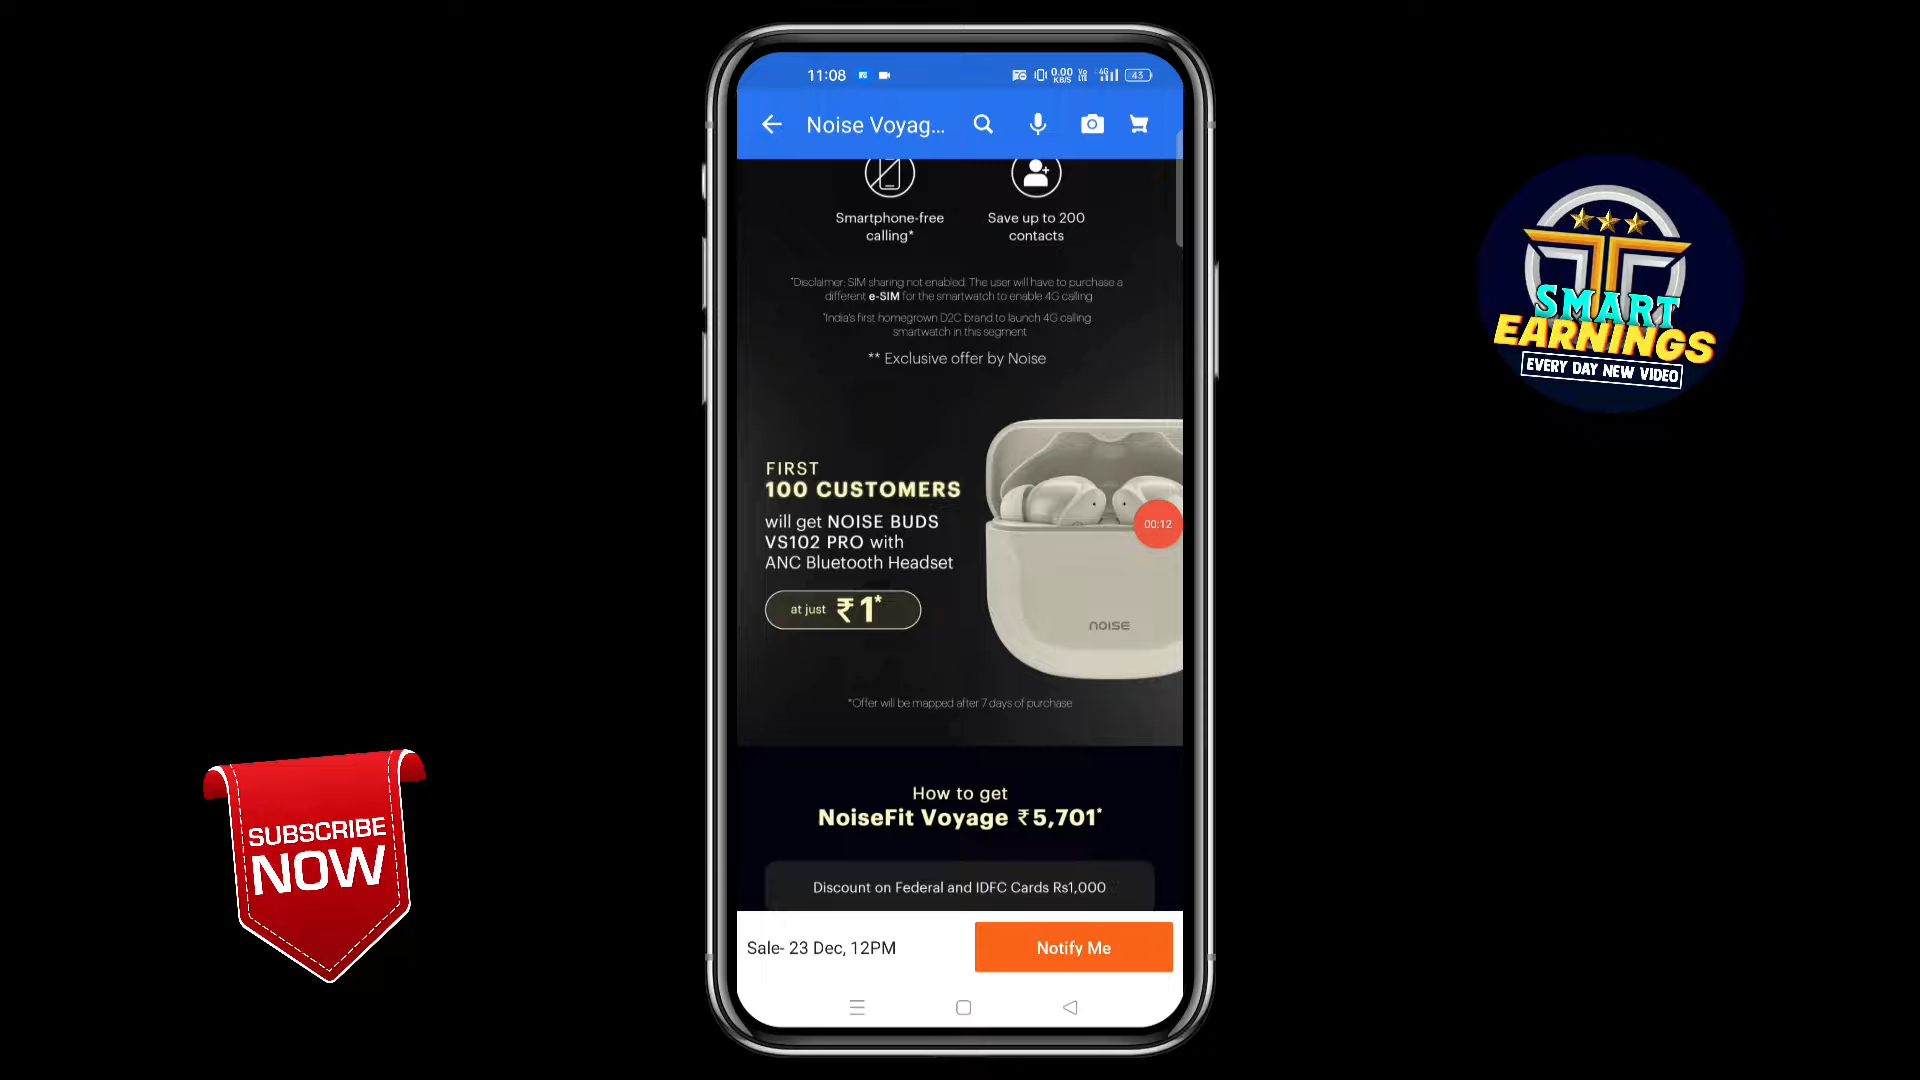 11:08
0.00
KB/S
4G
43
Noise Voyag...
Smartphone-free
calling*
Save up to 200
contacts
*Disclaimer: SIM sharing not enabled. The user will have to purchase a
different e-SIM for the smartwatch to enable 4G calling
*India's first homegrown D2C brand to launch 4G calling
smartwatch in this segment
** Exclusive offer by Noise
FIRST
100 CUSTOMERS
will get NOISE BUDS
VS102 PRO with
ANC Bluetooth Headset
at just ₹1*
noise
00:12
*Offer will be mapped after 7 days of purchase
How to get
NoiseFit Voyage ₹5,701*
Discount on Federal and IDFC Cards Rs1,000
Sale- 23 Dec, 12PM
Notify Me
SMART
EARNINGS
EVERY DAY NEW VIDEO
SUBSCRIBE
NOW